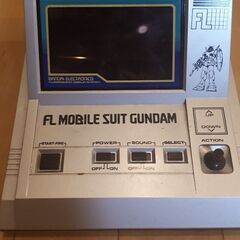 FL
BANDAI ELECTRONICS
FL MOBILE SUIT GUNDAM
START/FIRE
POWER
SOUND
SELECT
OFF ON
OFF ON
DOWN
ACTION